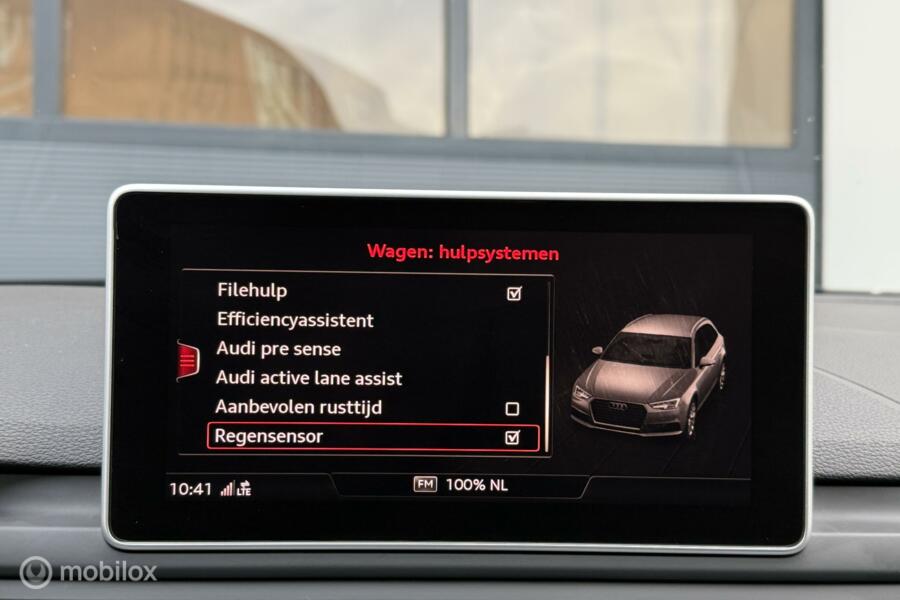 Wagen: hulpsystemen
Filehulp
Efficiencyassistent
Audi pre sense
Audi active lane assist
Aanbevolen rusttijd
Regensensor
10:41 LTE FM 100% NL
mobilox